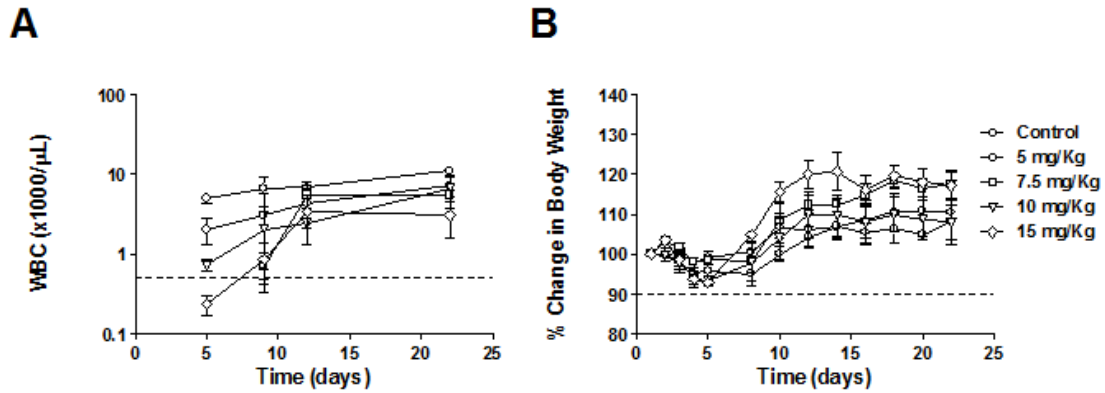 A
B
WBC (x1000/µL)
100
10
1
0.1
0
5
10
15
20
25
Time (days)
% Change in Body Weight
140
130
120
110
100
90
80
0
5
10
15
20
25
Time (days)
Control
5 mg/Kg
7.5 mg/Kg
10 mg/Kg
15 mg/Kg